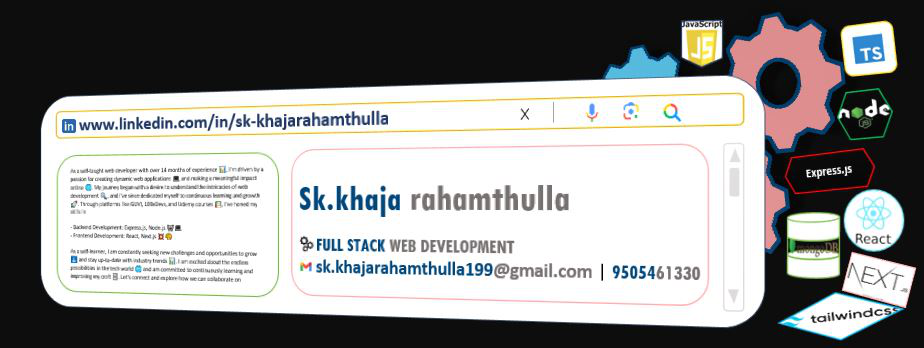 JavaScript
JS
TS
www.linkedin.com/in/sk-khajarahamthulla
X
node
JS
Express.js
As a self-taught web developer with over 14 months of experience, I'm driven by a
passion for creating dynamic web applications and making a meaningful impact
online. My journey began with a desire to understand the intricacies of web
development, and I've since dedicated myself to continuous learning and growth
. Through platforms like GUVI, 100xDevs, and Udemy courses, I've honed my
skills in
- Backend Development: Express.js, Node.js
- Frontend Development: React, Next.js
As a self-learner, I am constantly seeking new challenges and opportunities to grow
and stay up-to-date with industry trends. I am excited about the endless
possibilities in the tech world and am committed to continuously learning and
improving my craft. Let's connect and explore how we can collaborate on
Sk.khaja rahamthulla
FULL STACK WEB DEVELOPMENT
sk.khajarahamthulla199@gmail.com | 9505461330
React
mongoDB
NEXT.JS
tailwindcss